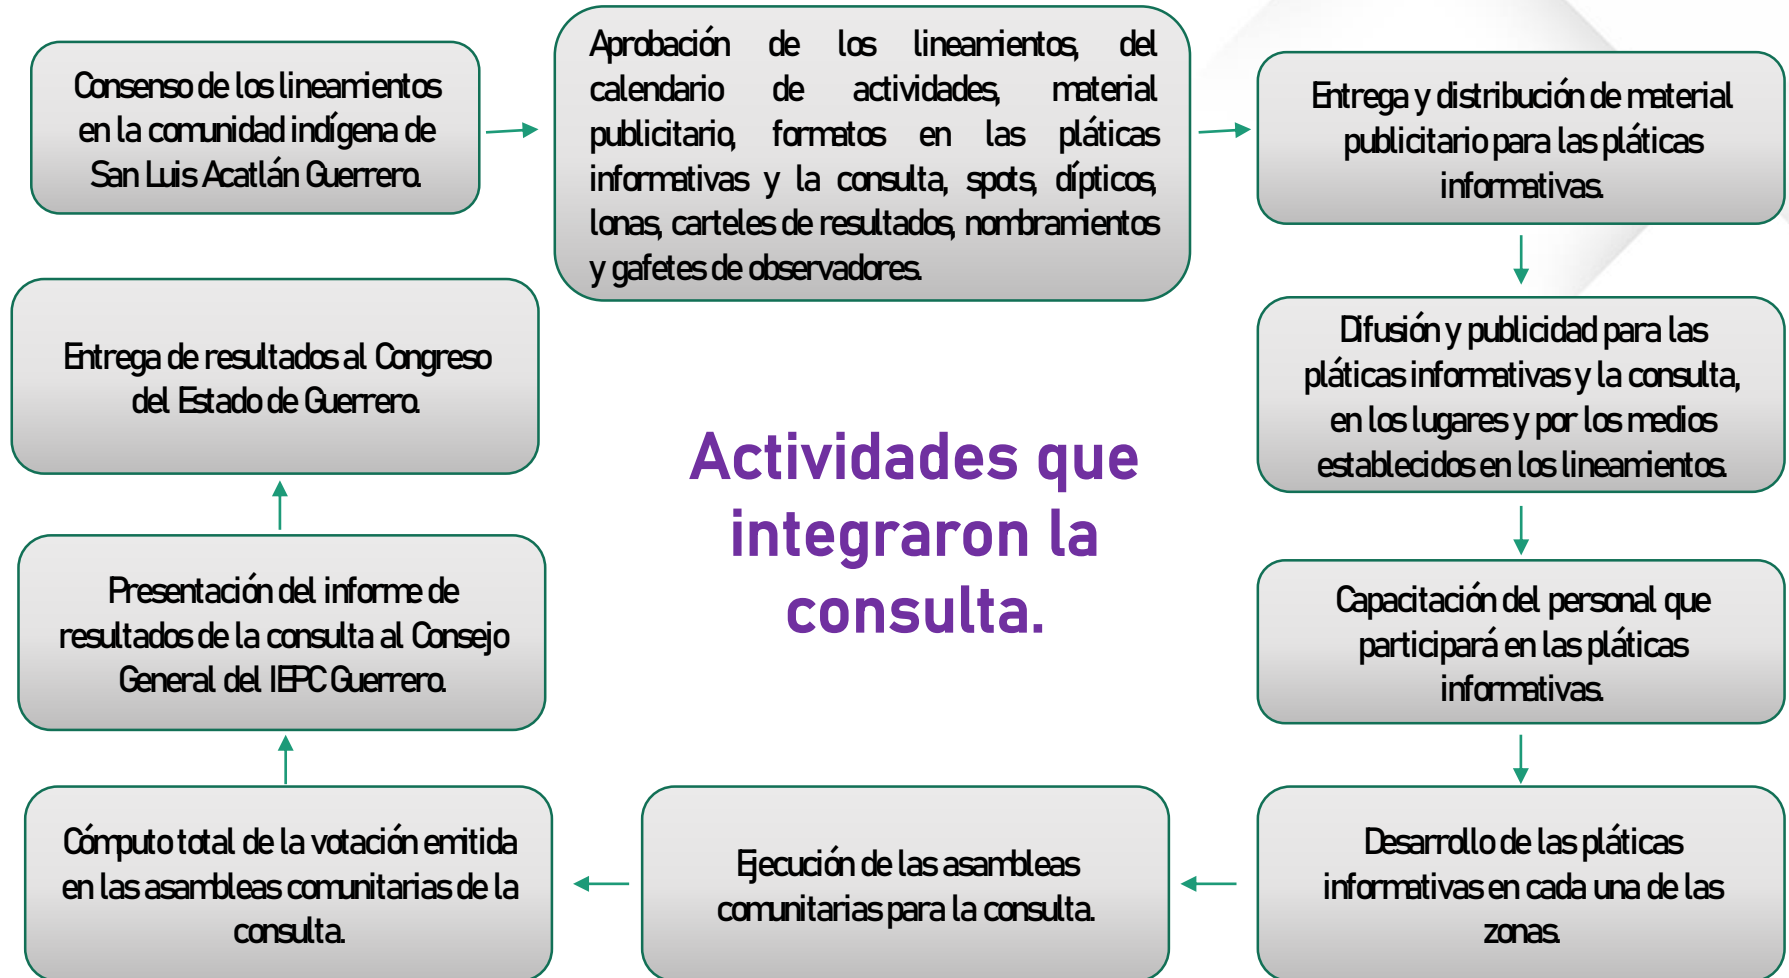 Consenso de los lineamientos
en la comunidad indígena de
San Luis Acatlán Guerrero.
Aprobación de los lineamientos, del
calendario de actividades, material
publicitario, formatos en las pláticas
informativas y la consulta, spots, dípticos,
lonas, carteles de resultados, nombramientos
y gafetes de observadores.
Entrega y distribución de material
publicitario para las pláticas
informativas.
Difusión y publicidad para las
pláticas informativas y la consulta,
en los lugares y por los medios
establecidos en los lineamientos.
Capacitación del personal que
participará en las pláticas
informativas.
Desarrollo de las pláticas
informativas en cada una de las
zonas.
Ejecución de las asambleas
comunitarias para la consulta.
Cómputo total de la votación emitida
en las asambleas comunitarias de la
consulta.
Presentación del informe de
resultados de la consulta al Consejo
General del IEPC Guerrero.
Entrega de resultados al Congreso
del Estado de Guerrero.
Actividades que
integraron la
consulta.